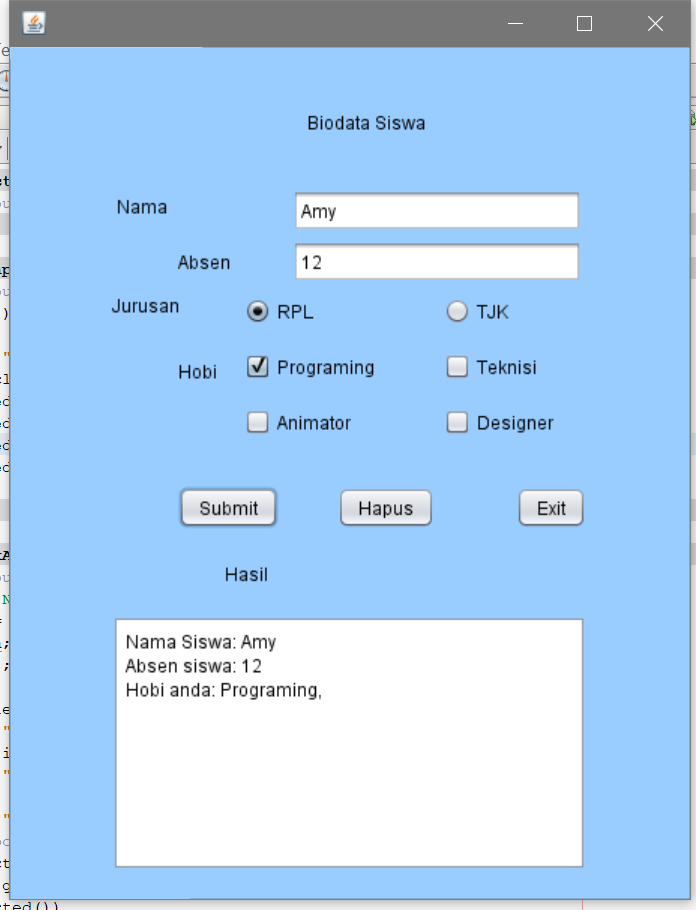 Biodata Siswa
Nama
Amy
Absen
12
Jurusan
RPL
TJK
Hobi
Programing
Teknisi
Animator
Designer
Submit
Hapus
Exit
Hasil
Nama Siswa: Amy
Absen siswa: 12
Hobi anda: Programing,